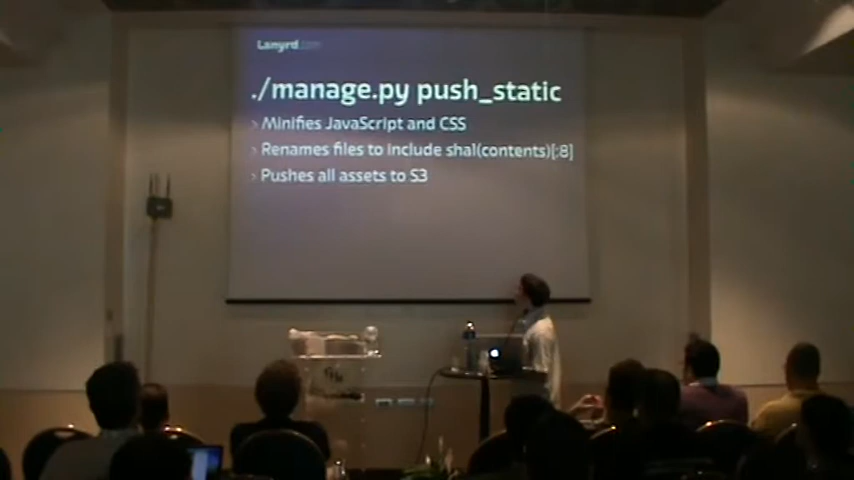 Lanyrd.com
./manage.py push_static
> Minifies JavaScript and CSS
> Renames files to include sha1(contents)[:8]
> Pushes all assets to S3